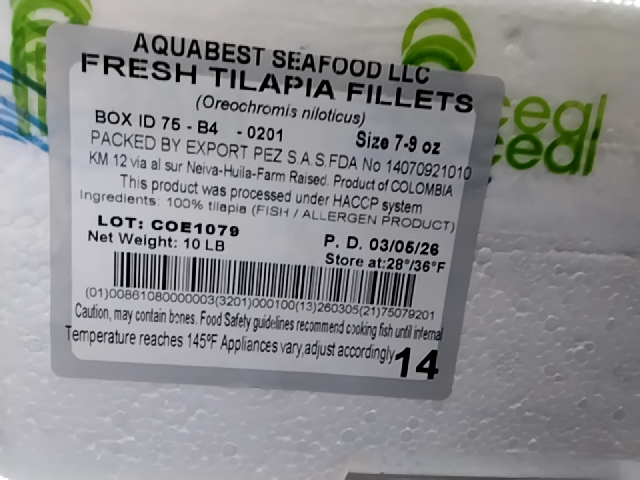 AQUABEST SEAFOOD LLC
FRESH TILAPIA FILLETS
(Oreochromis niloticus)
BOX ID 75 - B4 - 0201 Size 7-9 oz
PACKED BY EXPORT PEZ S.A.S.FDA No 14070921010
KM 12 via al sur Neiva-Huila-Farm Raised. Product of COLOMBIA
This product was processed under HACCP system
Ingredients: 100% tilapia (FISH / ALLERGEN PRODUCT)
LOT: COE1079 P. D. 03/05/26
Net Weight: 10 LB Store at:28°/36°F
(01)00861080000003(3201)000100(13)260305(21)75079201
Caution, may contain bones. Food Safety guidelines recommend cooking fish until internal
Temperature reaches 145°F Appliances vary,adjust accordingly
14